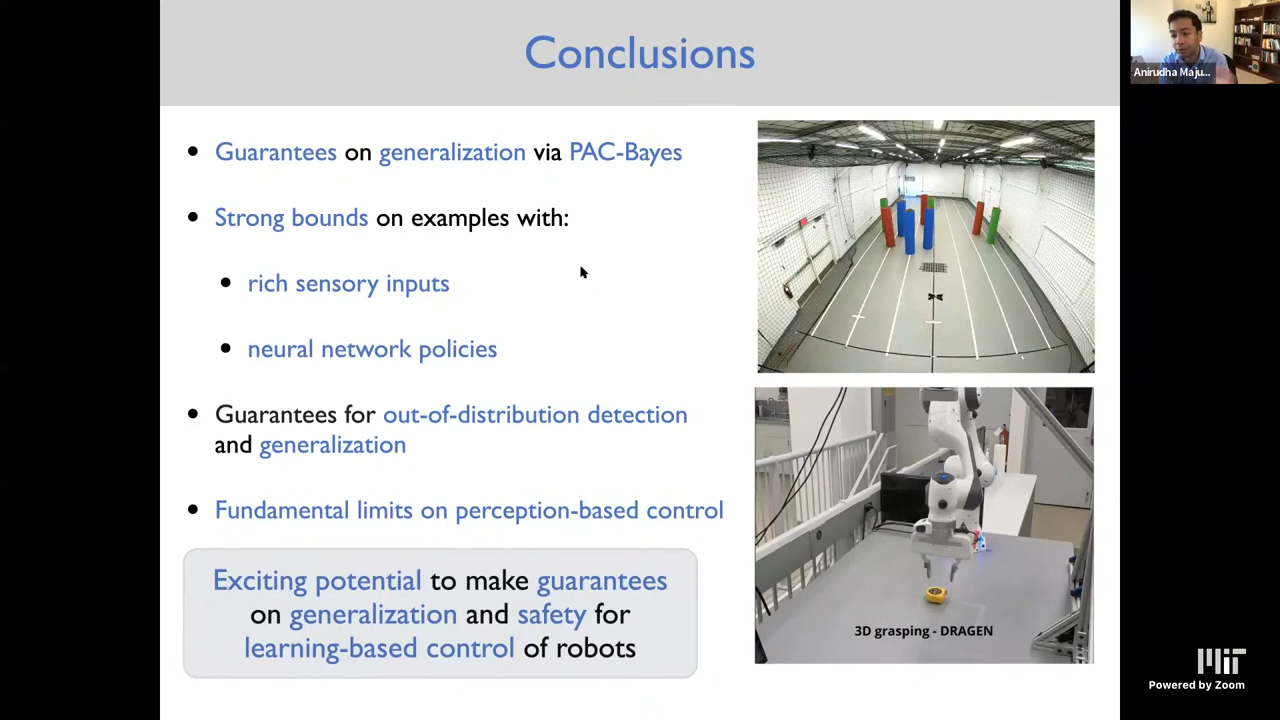 Conclusions
Anirudha Maju...
Guarantees on generalization via PAC-Bayes
Strong bounds on examples with:
rich sensory inputs
neural network policies
Guarantees for out-of-distribution detection
and generalization
Fundamental limits on perception-based control
Exciting potential to make guarantees
on generalization and safety for
learning-based control of robots
3D grasping - DRAGEN
MIT
Powered by Zoom